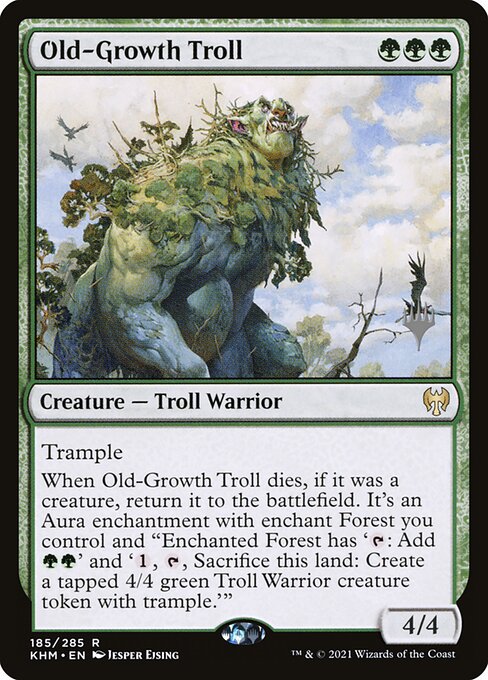 Old-Growth Troll
Creature — Troll Warrior
Trample
When Old-Growth Troll dies, if it was a
creature, return it to the battlefield. It's an
Aura enchantment with enchant Forest you
control and "Enchanted Forest has ': Add
' and '1, , Sacrifice this land: Create
a tapped 4/4 green Troll Warrior creature
token with trample.'"
4/4
185/285 R
KHM • EN Jesper Ejsing
™ & © 2021 Wizards of the Coast